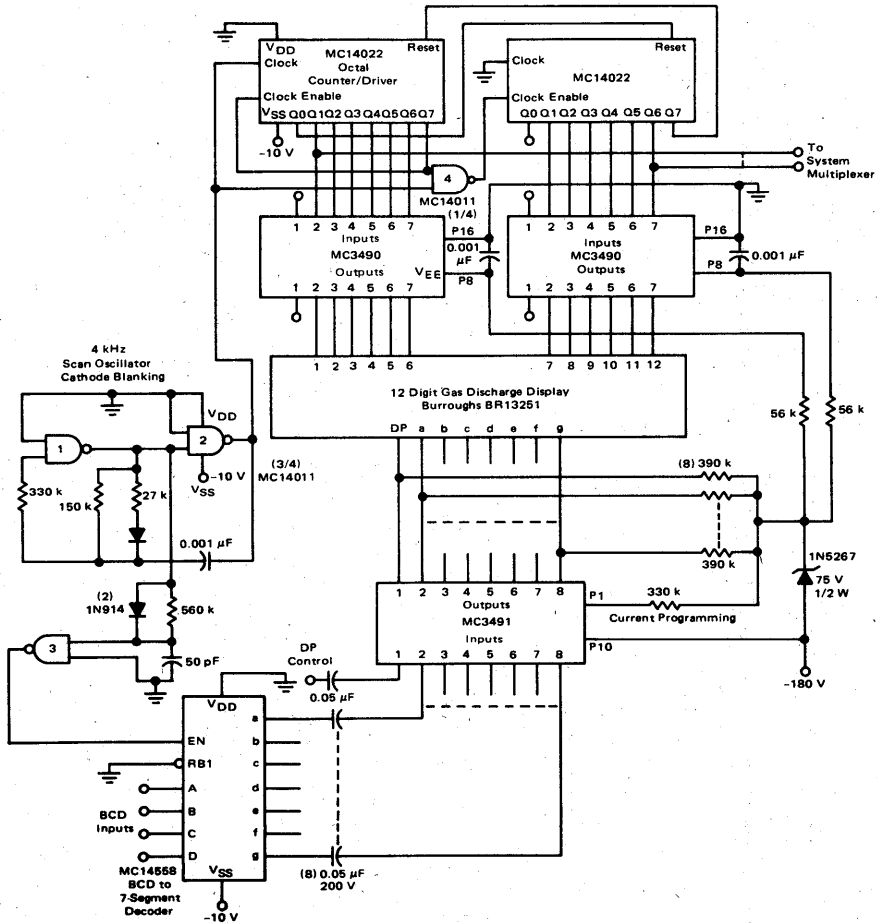 VDD
Clock
MC14022
Octal
Counter/Driver
Reset
Clock Enable
VSS Q0 Q1 Q2 Q3 Q4 Q5 Q6 Q7
-10 V
Reset
Clock
MC14022
Clock Enable
Q0 Q1 Q2 Q3 Q4 Q5 Q6 Q7
To
System
Multiplexer
4
MC14011
(1/4)
1 2 3 4 5 6 7
Inputs
MC3490
Outputs
1 2 3 4 5 6 7
P16
0.001
µF
VEE
P8
1 2 3 4 5 6 7
Inputs
MC3490
Outputs
1 2 3 4 5 6 7
P16
P8
0.001 µF
1 2 3 4 5 6
7 8 9 10 11 12
12 Digit Gas Discharge Display
Burroughs BR13251
DP a b c d e f g
56 k
56 k
4 kHz
Scan Oscillator
Cathode Blanking
VDD
1
2
-10 V
VSS
(3/4)
MC14011
330 k
150 k
27 k
0.001 µF
(2)
1N914
560 k
3
50 pF
(8) 390 k
390 k
1 2 3 4 5 6 7 8
Outputs
MC3491
Inputs
1 2 3 4 5 6 7 8
P1
330 k
Current Programming
P10
1N5267
75 V
1/2 W
-180 V
DP
Control
0.05 µF
VDD
EN
RB1
A
B
C
D
BCD
Inputs
a
b
c
d
e
f
g
VSS
-10 V
MC14558
BCD to
7-Segment
Decoder
(8) 0.05 µF
200 V